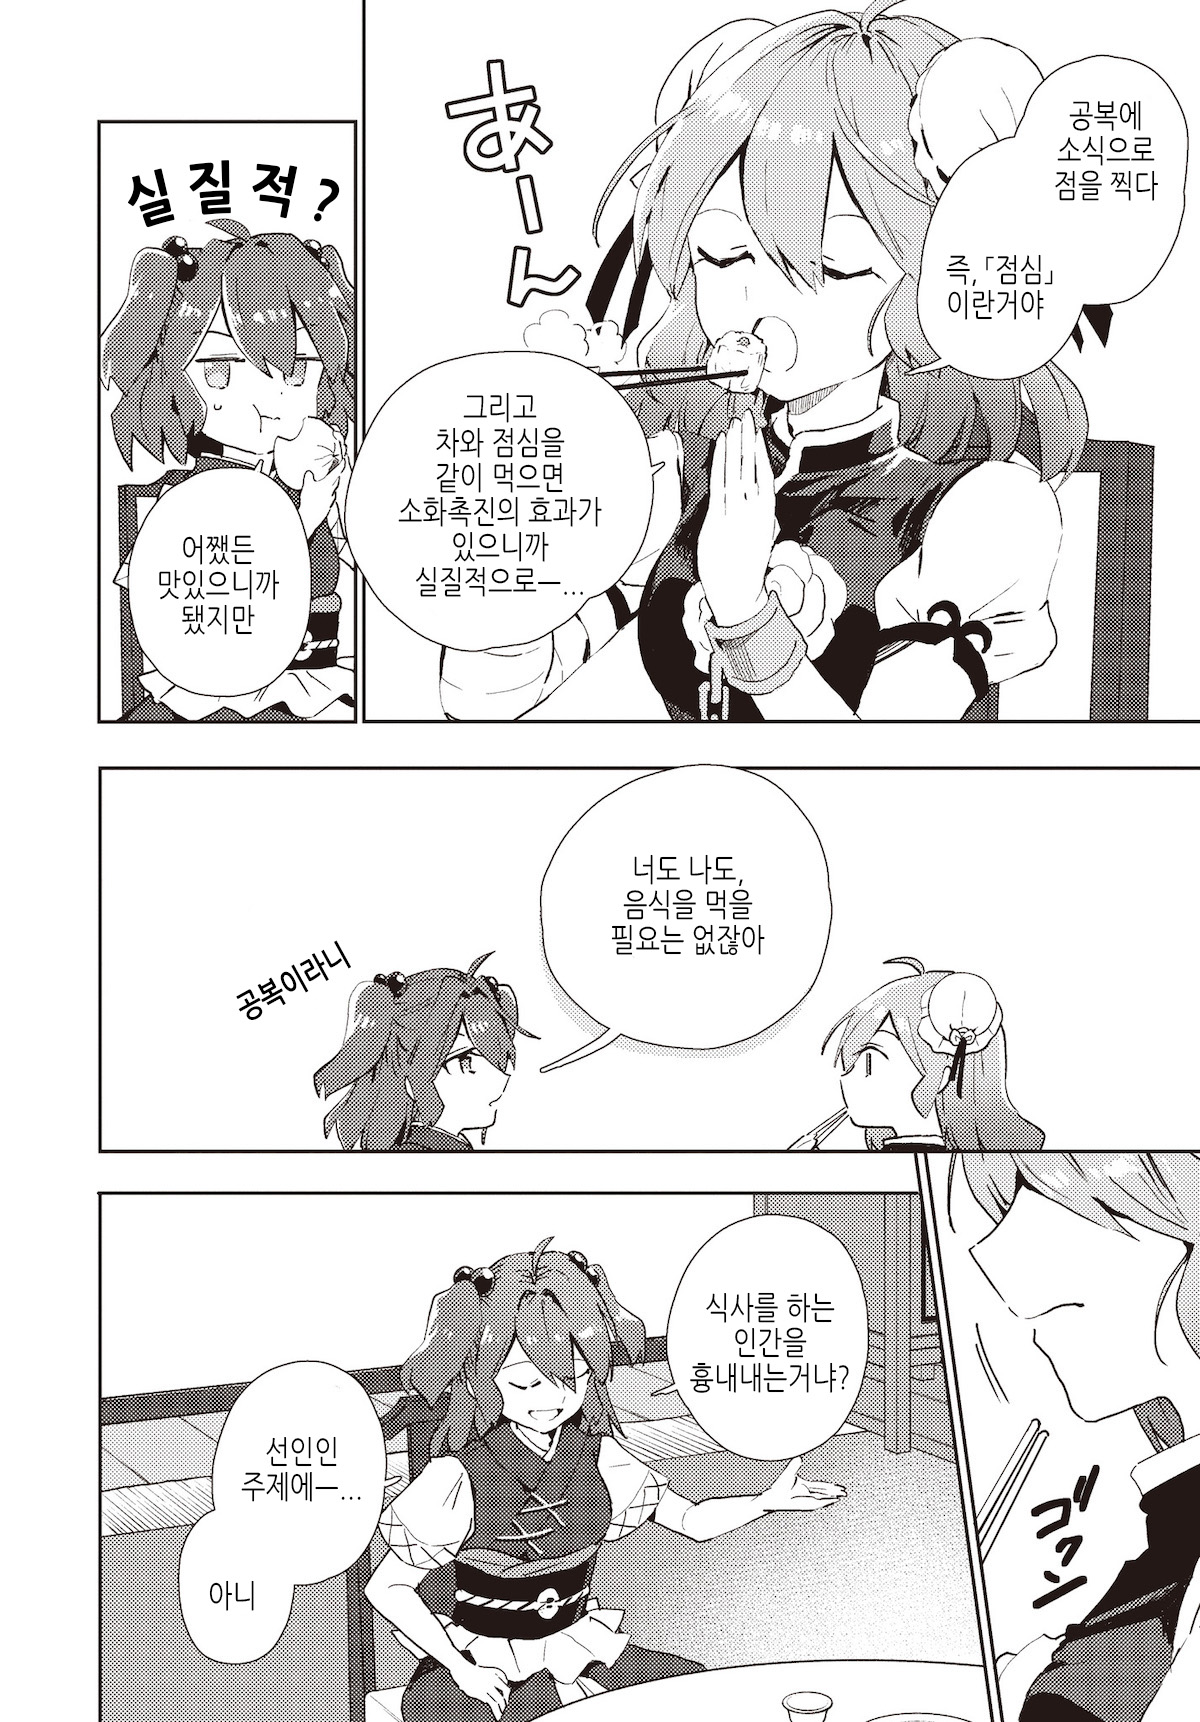 공복에
소식으로
점을 찍다
즉, 「점심」
이란거야
あーん
그리고
차와 점심을
같이 먹으면
소화촉진의 효과가
있으니까
실질적으로ㅡ...
실질적?
어쨌든
맛있으니까
됐지만
너도 나도,
음식을 먹을
필요는 없잖아
공복이라니
ゴクン
식사를 하는
인간을
흉내내는거냐?
선인인
주제에ㅡ...
아니